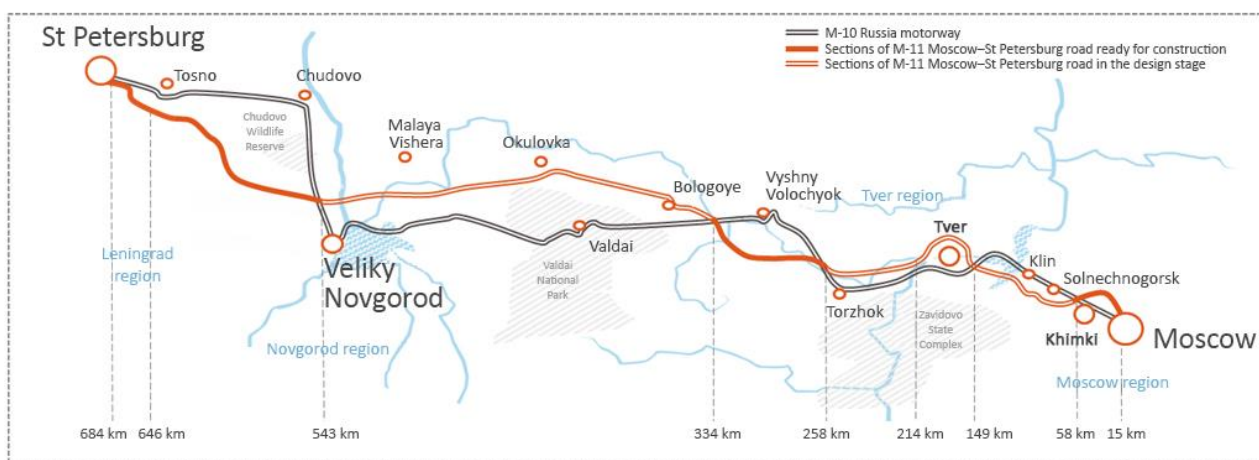 St Petersburg
Tosno
Chudovo
M-10 Russia motorway
Sections of M-11 Moscow–St Petersburg road ready for construction
Sections of M-11 Moscow–St Petersburg road in the design stage
Chudovo
Wildlife
Reserve
Malaya
Vishera
Okulovka
Bologoye
Vyshny
Volochyok
Tver region
Tver
Klin
Solnechnogorsk
Leningrad
region
Veliky
Novgorod
Valdai
Valdai
National
Park
Torzhok
Zavidovo
State
Complex
Khimki
Moscow
Novgorod region
Moscow region
684 km
646 km
543 km
334 km
258 km
214 km
149 km
58 km
15 km